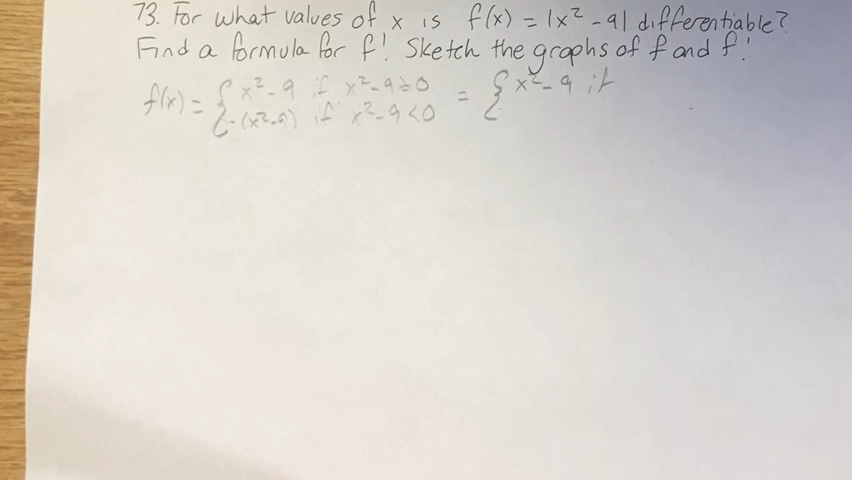 73. For what values of x is f(x) = |x² - 9| differentiable?
Find a formula for f'. Sketch the graphs of f and f'.
f(x) = { x² - 9 if x² - 9 ≥ 0 = { x² - 9 if
{ -(x² - 9) if x² - 9 < 0